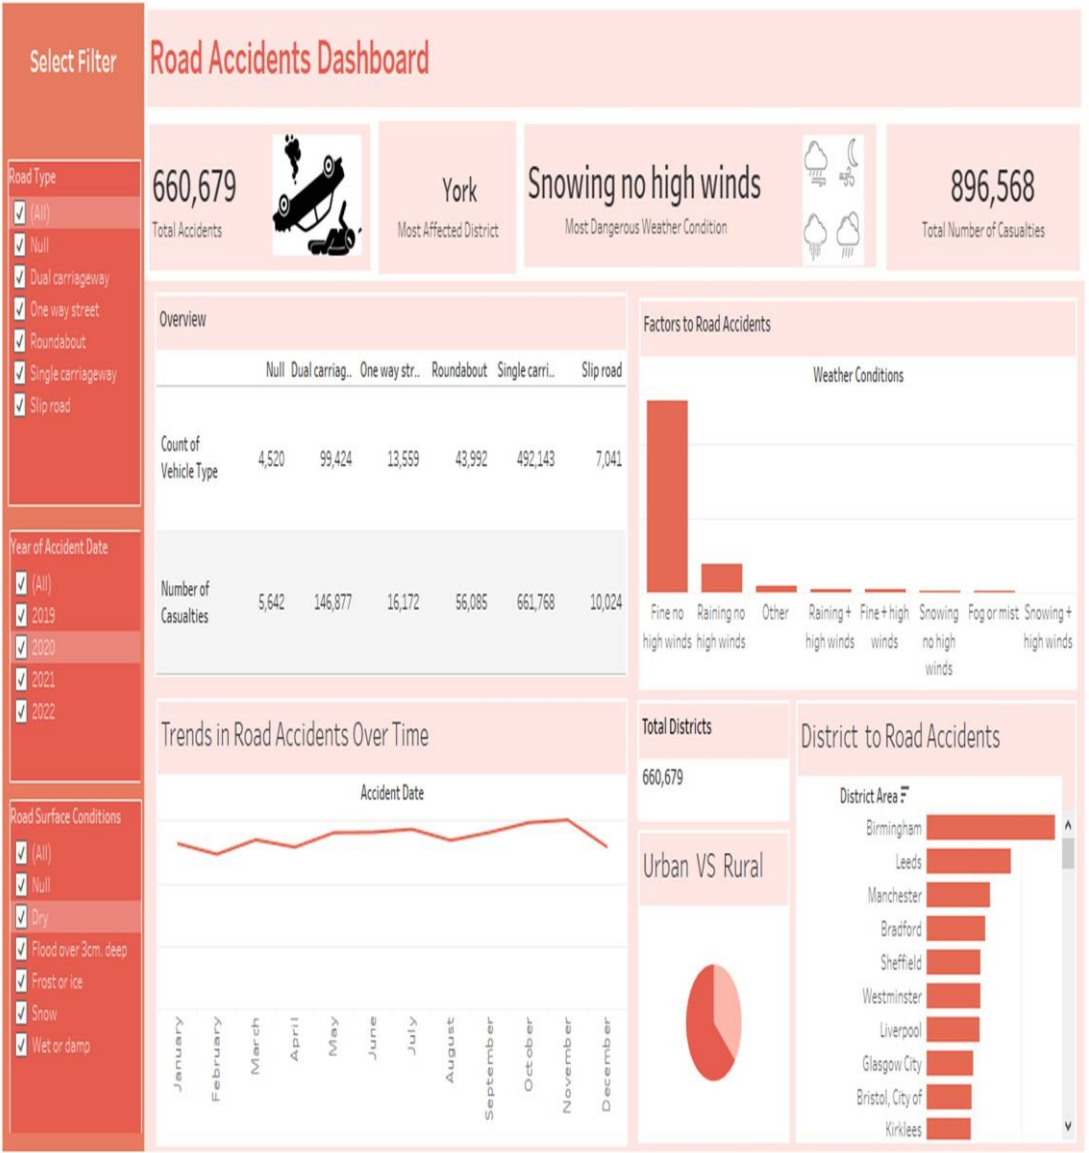 Select Filter
Road Accidents Dashboard
Road Type
(All)
Null
Dual carriageway
One way street
Roundabout
Single carriageway
Slip road
Year of Accident Date
(All)
2019
2020
2021
2022
Road Surface Conditions
(All)
Null
Dry
Flood over 3cm. deep
Frost or ice
Snow
Wet or damp
660,679
Total Accidents
York
Most Affected District
Snowing no high winds
Most Dangerous Weather Condition
896,568
Total Number of Casualties
Overview
Null Dual carriag.. One way str.. Roundabout Single carri.. Slip road
Count of
Vehicle Type
4,520 99,424 13,559 43,992 492,143 7,041
Number of
Casualties
5,642 146,877 16,172 56,085 661,768 10,024
Factors to Road Accidents
Weather Conditions
Fine no
high winds
Raining no
high winds
Other
Raining +
high winds
Fine + high
winds
Snowing
no high
winds
Fog or mist
Snowing +
high winds
Trends in Road Accidents Over Time
Accident Date
January
February
March
April
May
June
July
August
September
October
November
December
Total Districts
660,679
Urban VS Rural
District to Road Accidents
District Area
Birmingham
Leeds
Manchester
Bradford
Sheffield
Westminster
Liverpool
Glasgow City
Bristol, City of
Kirklees